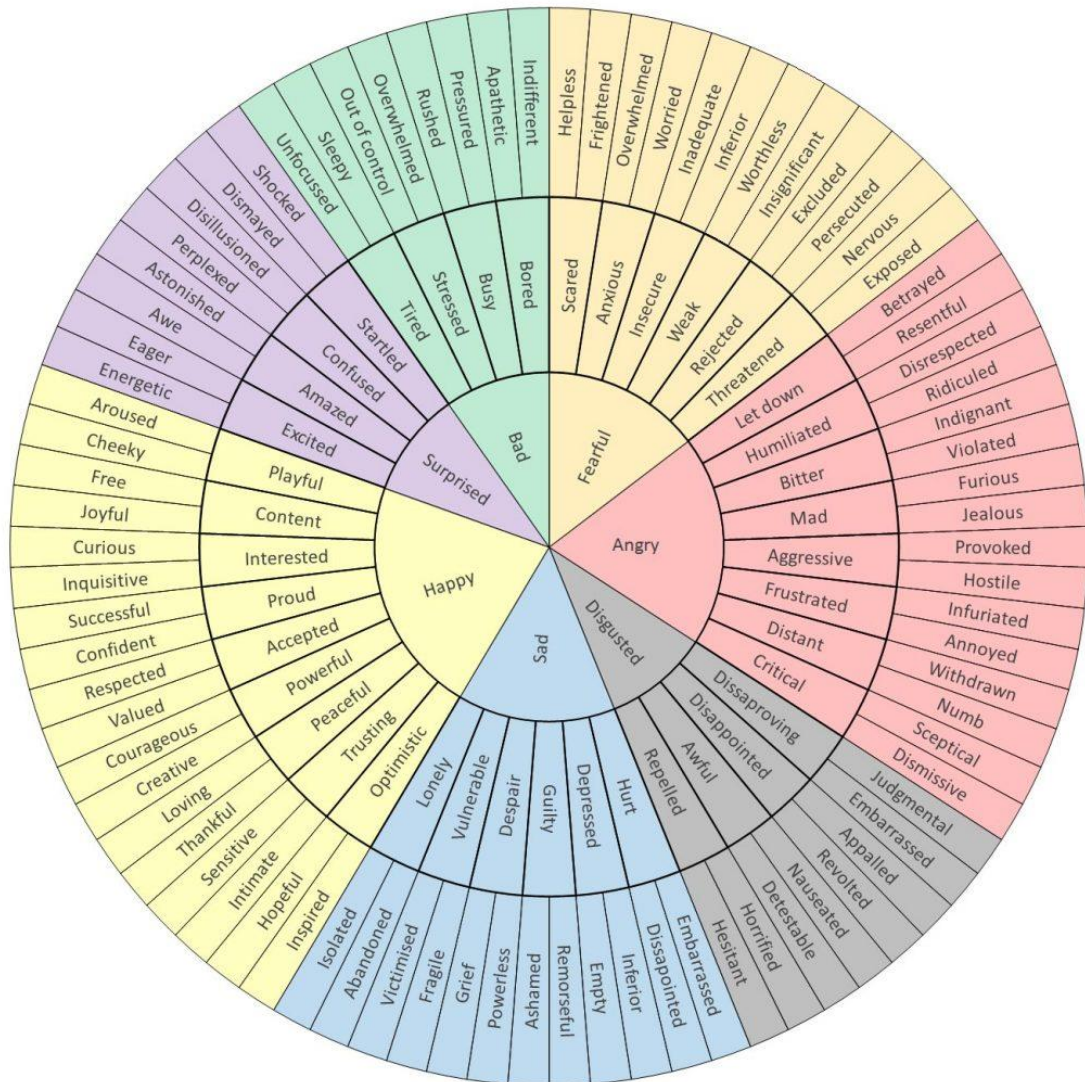 Fearful
Angry
Disgusted
Sad
Happy
Surprised
Bad
Scared
Anxious
Insecure
Weak
Rejected
Threatened
Let down
Humiliated
Bitter
Mad
Aggressive
Frustrated
Distant
Critical
Dissaproving
Disappointed
Awful
Repelled
Hurt
Depressed
Guilty
Despair
Vulnerable
Lonely
Optimistic
Trusting
Peaceful
Powerful
Accepted
Proud
Interested
Content
Playful
Excited
Amazed
Confused
Startled
Tired
Stressed
Busy
Bored
Helpless
Frightened
Overwhelmed
Worried
Inadequate
Inferior
Worthless
Insignificant
Excluded
Persecuted
Nervous
Exposed
Betrayed
Resentful
Disrespected
Ridiculed
Indignant
Violated
Furious
Jealous
Provoked
Hostile
Infuriated
Annoyed
Withdrawn
Numb
Sceptical
Dismissive
Judgmental
Embarrassed
Appalled
Revolted
Nauseated
Detestable
Horrified
Hesitant
Embarrassed
Dissapointed
Inferior
Empty
Remorseful
Ashamed
Powerless
Grief
Fragile
Victimised
Abandoned
Isolated
Inspired
Hopeful
Intimate
Sensitive
Thankful
Loving
Creative
Courageous
Valued
Respected
Confident
Successful
Inquisitive
Curious
Joyful
Free
Cheeky
Aroused
Energetic
Eager
Awe
Astonished
Perplexed
Disillusioned
Dismayed
Shocked
Unfocussed
Sleepy
Out of control
Overwhelmed
Rushed
Pressured
Apathetic
Indifferent